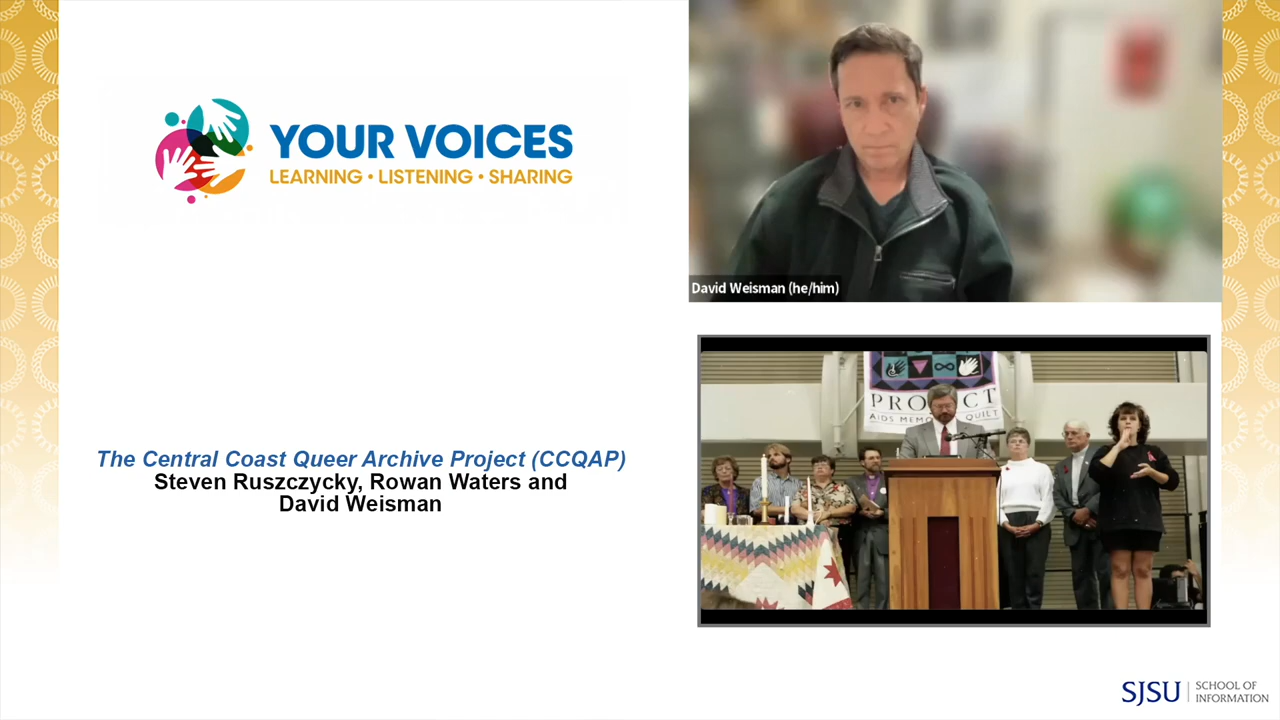 YOUR VOICES
LEARNING • LISTENING • SHARING
David Weisman (he/him)
PROJECT
AIDS MEMORIAL QUILT
The Central Coast Queer Archive Project (CCQAP)
Steven Ruszczycky, Rowan Waters and
David Weisman
SJSU | SCHOOL OF
INFORMATION